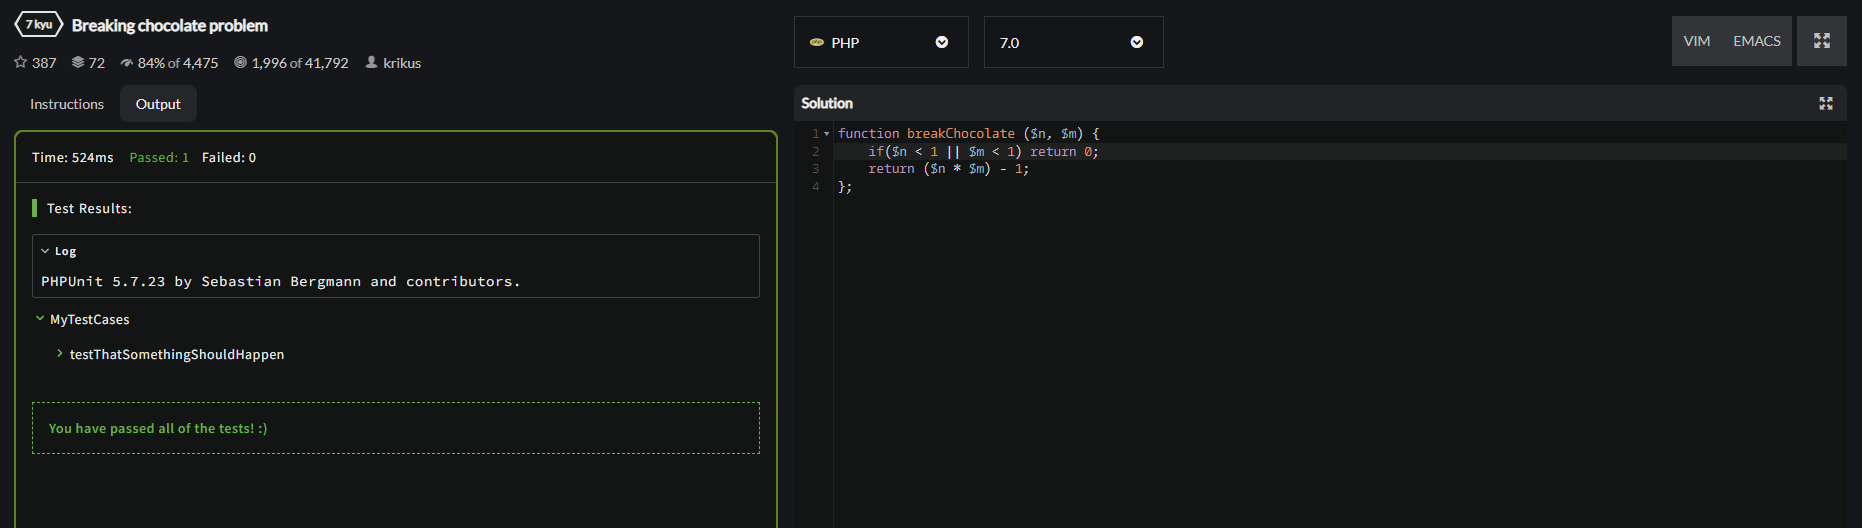 7 kyu Breaking chocolate problem
387 72 84% of 4,475 1,996 of 41,792 krikus
Instructions Output
Time: 524ms Passed: 1 Failed: 0
Test Results:
Log
PHPUnit 5.7.23 by Sebastian Bergmann and contributors.
MyTestCases
testThatSomethingShouldHappen
You have passed all of the tests! :)
php PHP 7.0 VIM EMACS
Solution
1 function breakChocolate ($n, $m) {
2 if($n < 1 || $m < 1) return 0;
3 return ($n * $m) - 1;
4 };